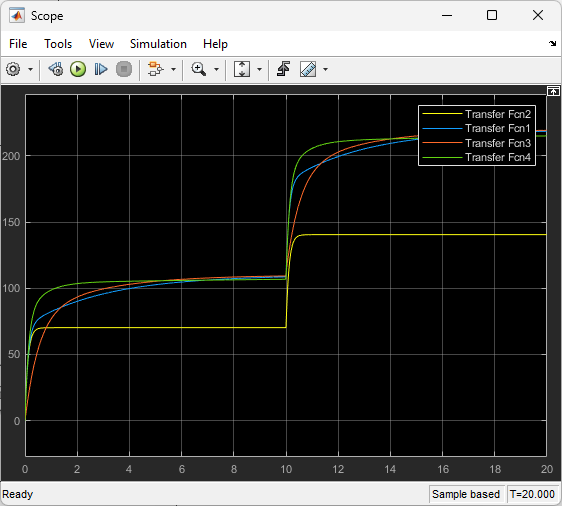 Scope
File Tools View Simulation Help
Transfer Fcn2
Transfer Fcn1
Transfer Fcn3
Transfer Fcn4
200
150
100
50
0
0 2 4 6 8 10 12 14 16 18 20
Ready Sample based T=20.000